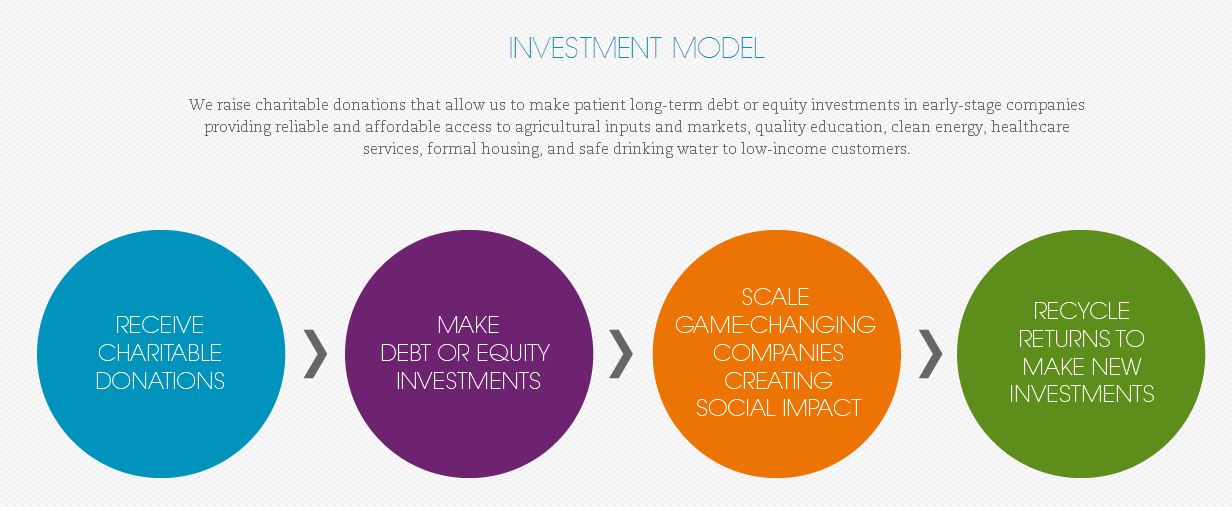 INVESTMENT MODEL
We raise charitable donations that allow us to make patient long-term debt or equity investments in early-stage companies
providing reliable and affordable access to agricultural inputs and markets, quality education, clean energy, healthcare
services, formal housing, and safe drinking water to low-income customers.
RECEIVE
CHARITABLE
DONATIONS
MAKE
DEBT OR EQUITY
INVESTMENTS
SCALE
GAME-CHANGING
COMPANIES
CREATING
SOCIAL IMPACT
RECYCLE
RETURNS TO
MAKE NEW
INVESTMENTS